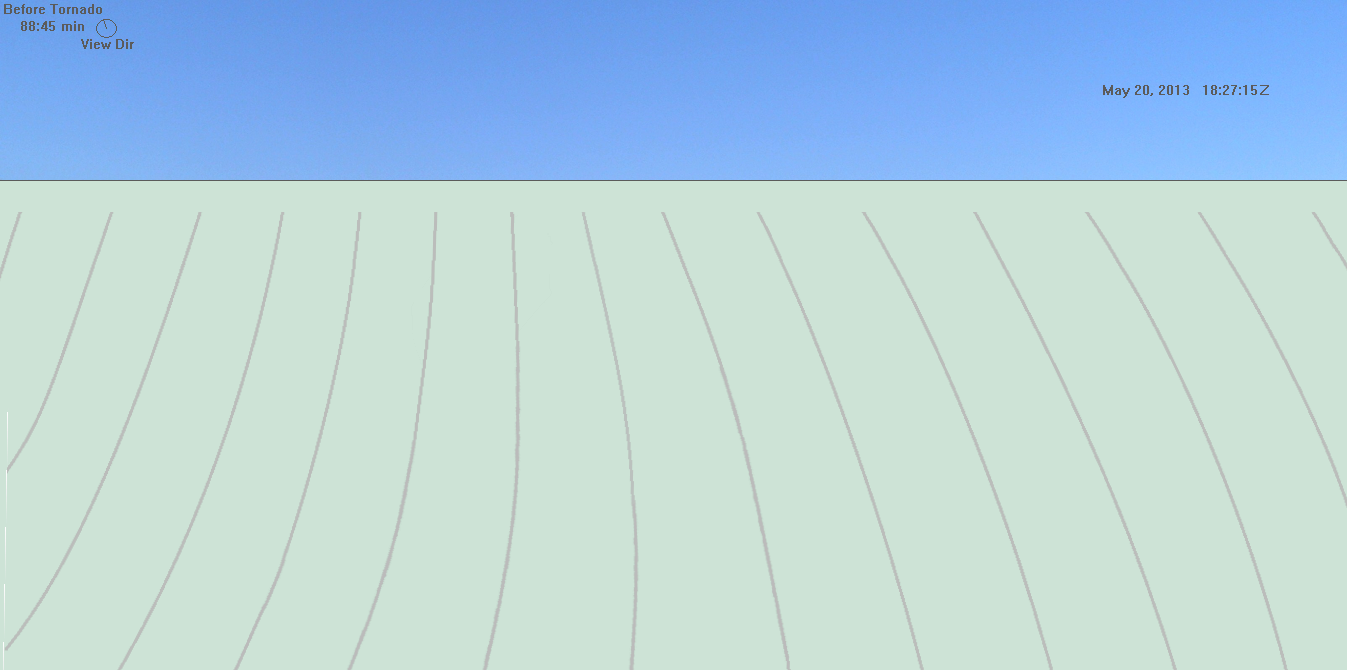 Before Tornado
88:45 min
View Dir
May 20, 2013 18:27:15Z